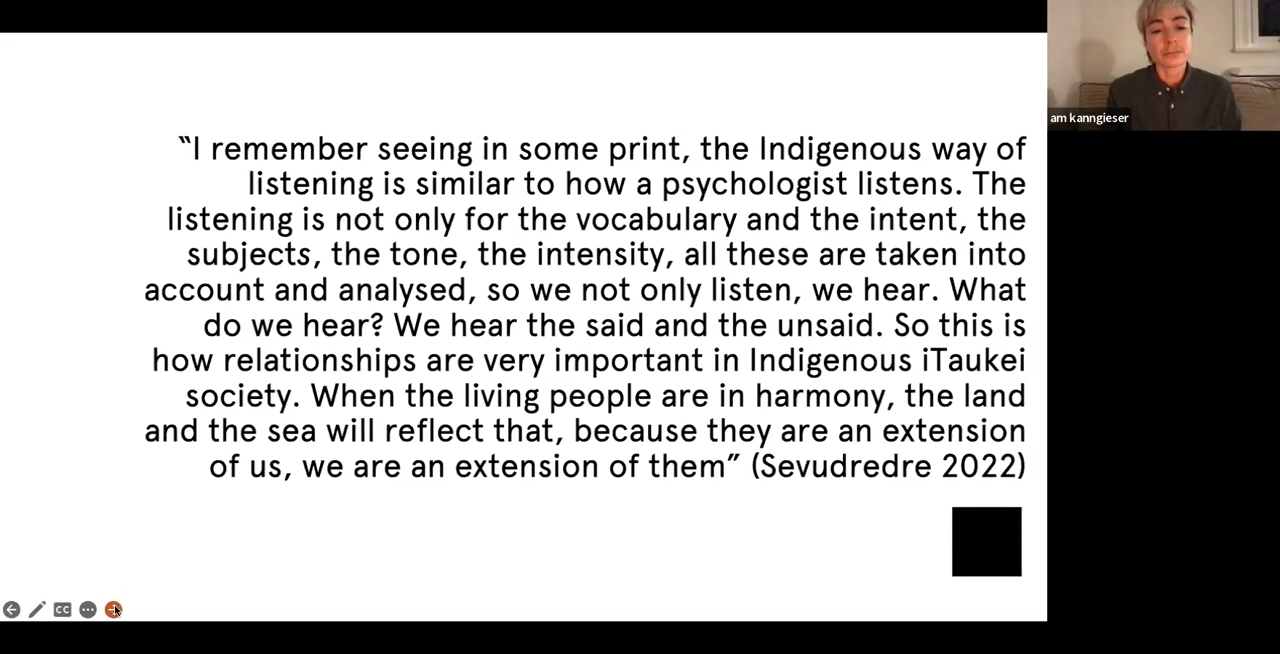 “I remember seeing in some print, the Indigenous way of
listening is similar to how a psychologist listens. The
listening is not only for the vocabulary and the intent, the
subjects, the tone, the intensity, all these are taken into
account and analysed, so we not only listen, we hear. What
do we hear? We hear the said and the unsaid. So this is
how relationships are very important in Indigenous iTaukei
society. When the living people are in harmony, the land
and the sea will reflect that, because they are an extension
of us, we are an extension of them” (Sevudredre 2022)
am kanngieser
CC